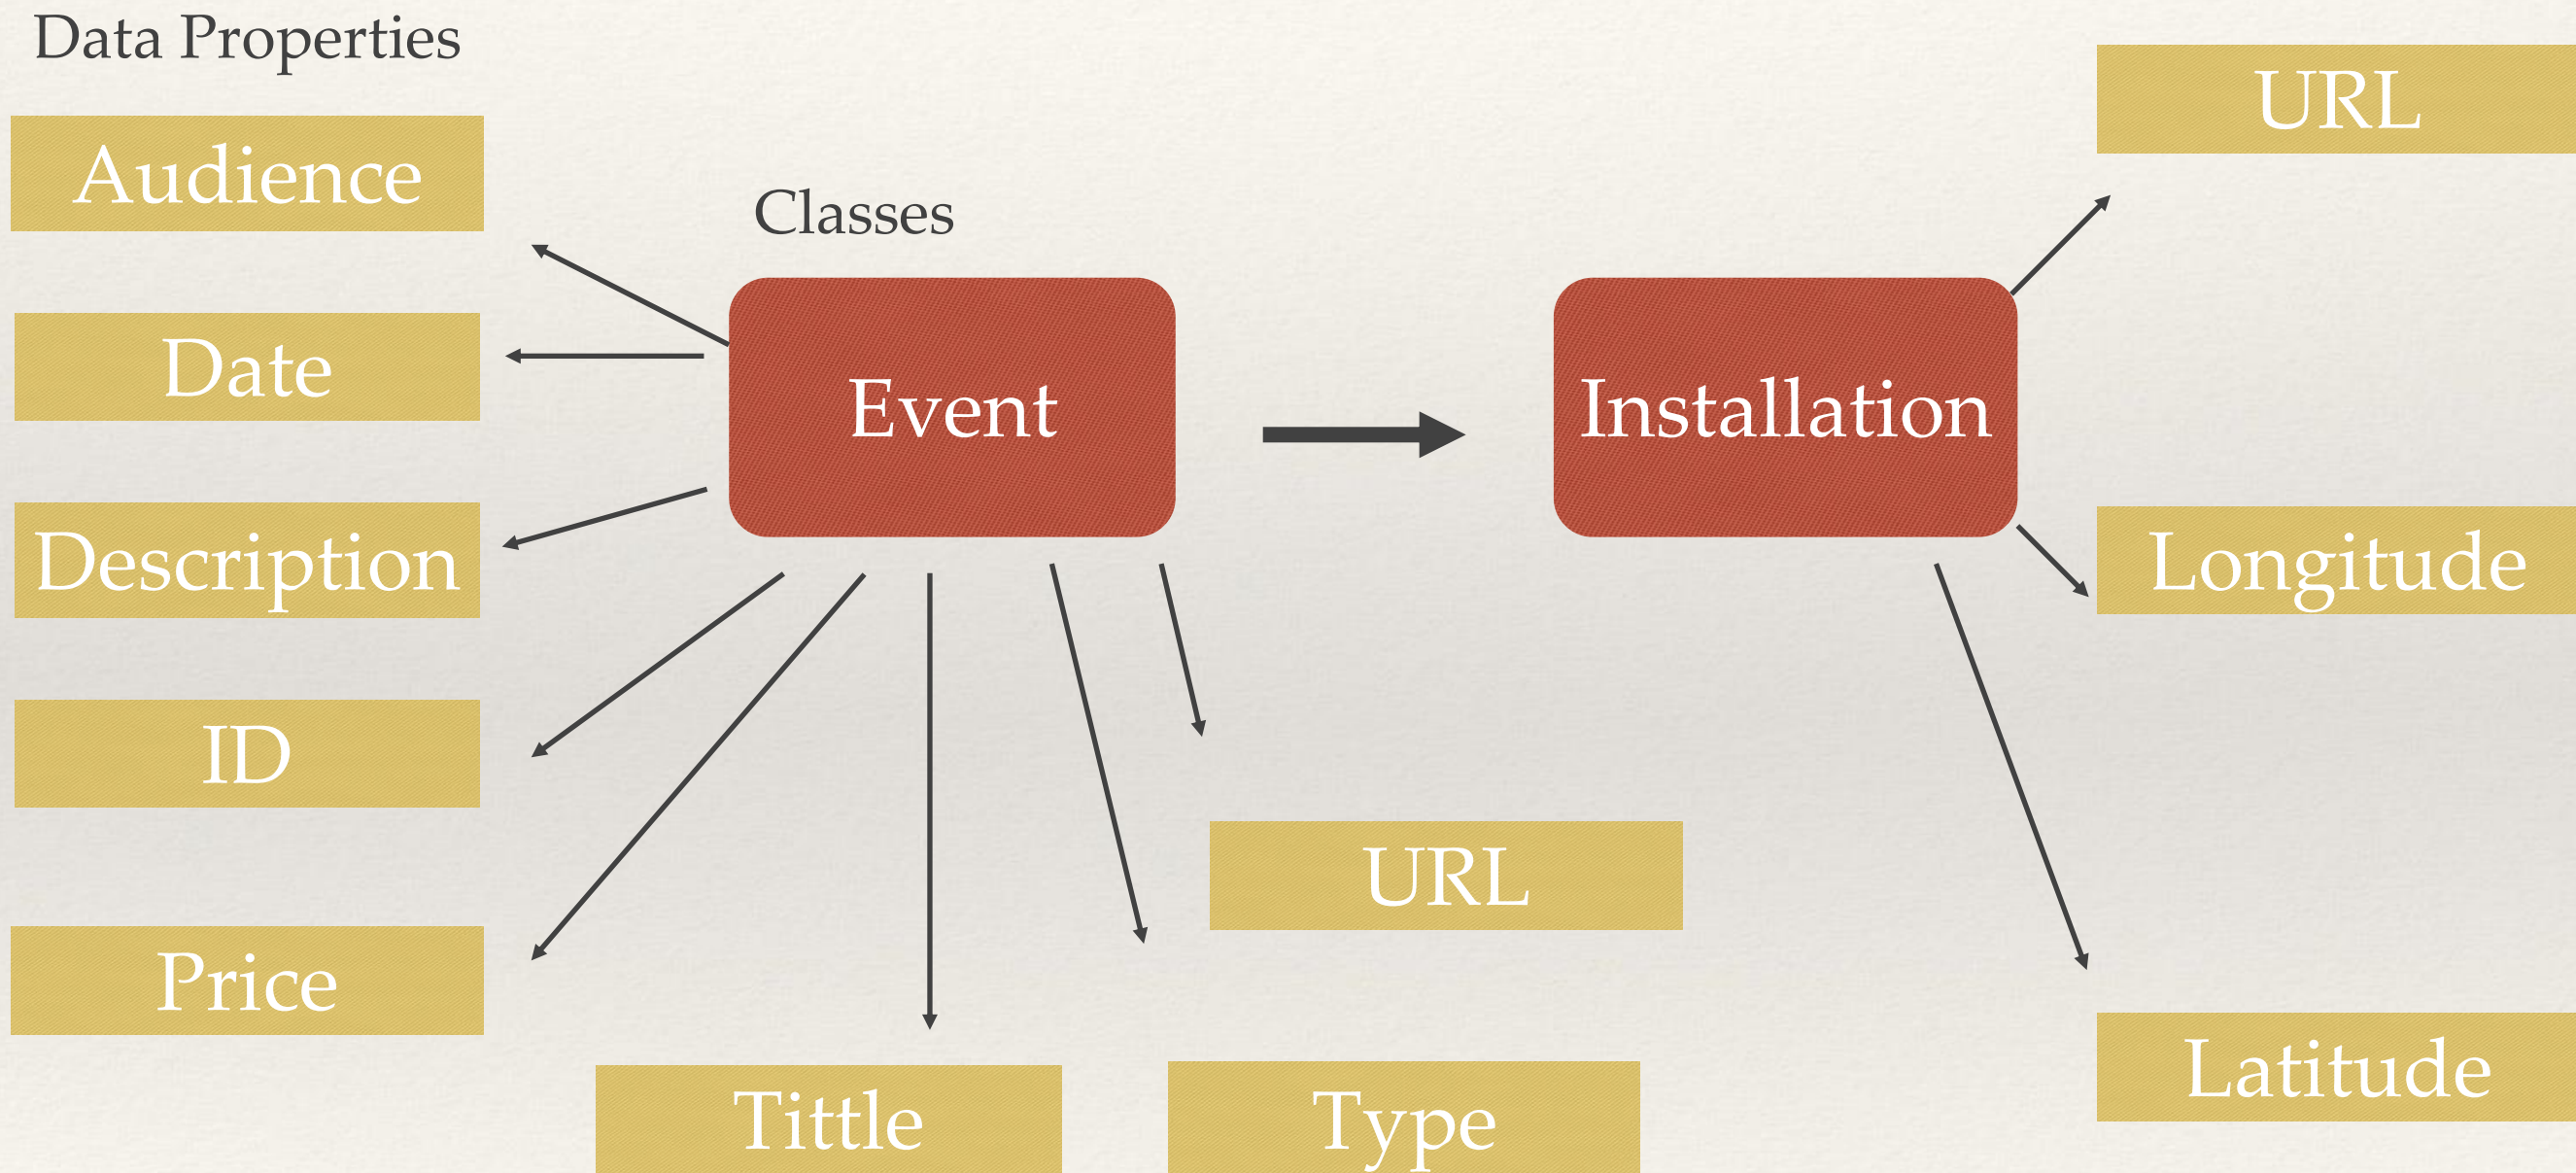 Data Properties
URL
Audience
Classes
Date
Event
Installation
Description
Longitude
ID
URL
Price
Latitude
Tittle
Type